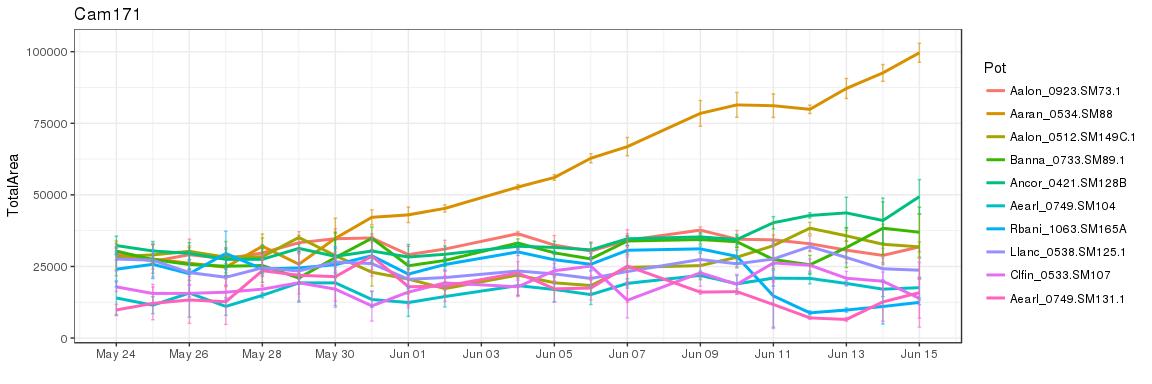 Cam171
TotalArea
100000
75000
50000
25000
0
May 24 May 26 May 28 May 30 Jun 01 Jun 03 Jun 05 Jun 07 Jun 09 Jun 11 Jun 13 Jun 15
Pot
Aalon_0923.SM73.1
Aaran_0534.SM88
Aalon_0512.SM149C.1
Banna_0733.SM89.1
Ancor_0421.SM128B
Aearl_0749.SM104
Rbani_1063.SM165A
Llanc_0538.SM125.1
Clfin_0533.SM107
Aearl_0749.SM131.1